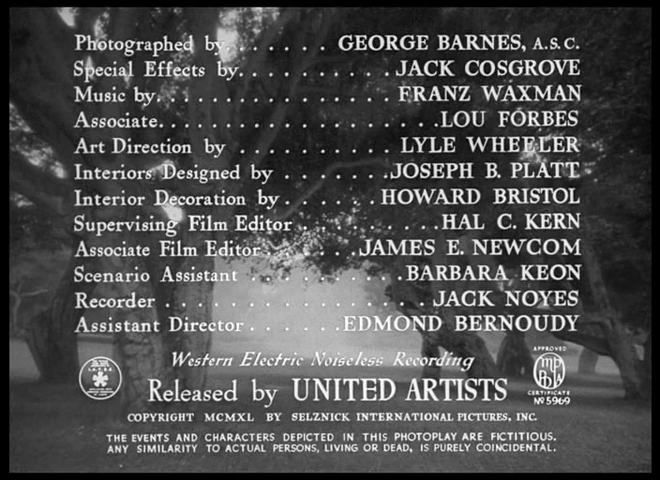 Photographed by. . . . . . . GEORGE BARNES, A.S.C.
Special Effects by. . . . . . . . . . JACK COSGROVE
Music by. . . . . . . . . . . . . . . . FRANZ WAXMAN
Associate. . . . . . . . . . . . . . . . . .LOU FORBES
Art Direction by . . . . . . . . . . . LYLE WHEELER
Interiors Designed by . . . . . . .JOSEPH B. PLATT
Interior Decoration by . . . . . . HOWARD BRISTOL
Supervising Film Editor . . . . . . . . . HAL C. KERN
Associate Film Editor . . . . . . JAMES E. NEWCOM
Scenario Assistant . . . . . . . . . . BARBARA KEON
Recorder . . . . . . . . . . . . . . . . . JACK NOYES
Assistant Director . . . . . . EDMOND BERNOUDY
Western Electric Noiseless Recording
Released by UNITED ARTISTS
APPROVED
MPPDA
CERTIFICATE
Nº 5969
COPYRIGHT MCMXL BY SELZNICK INTERNATIONAL PICTURES, INC.
THE EVENTS AND CHARACTERS DEPICTED IN THIS PHOTOPLAY ARE FICTITIOUS.
ANY SIMILARITY TO ACTUAL PERSONS, LIVING OR DEAD, IS PURELY COINCIDENTAL.